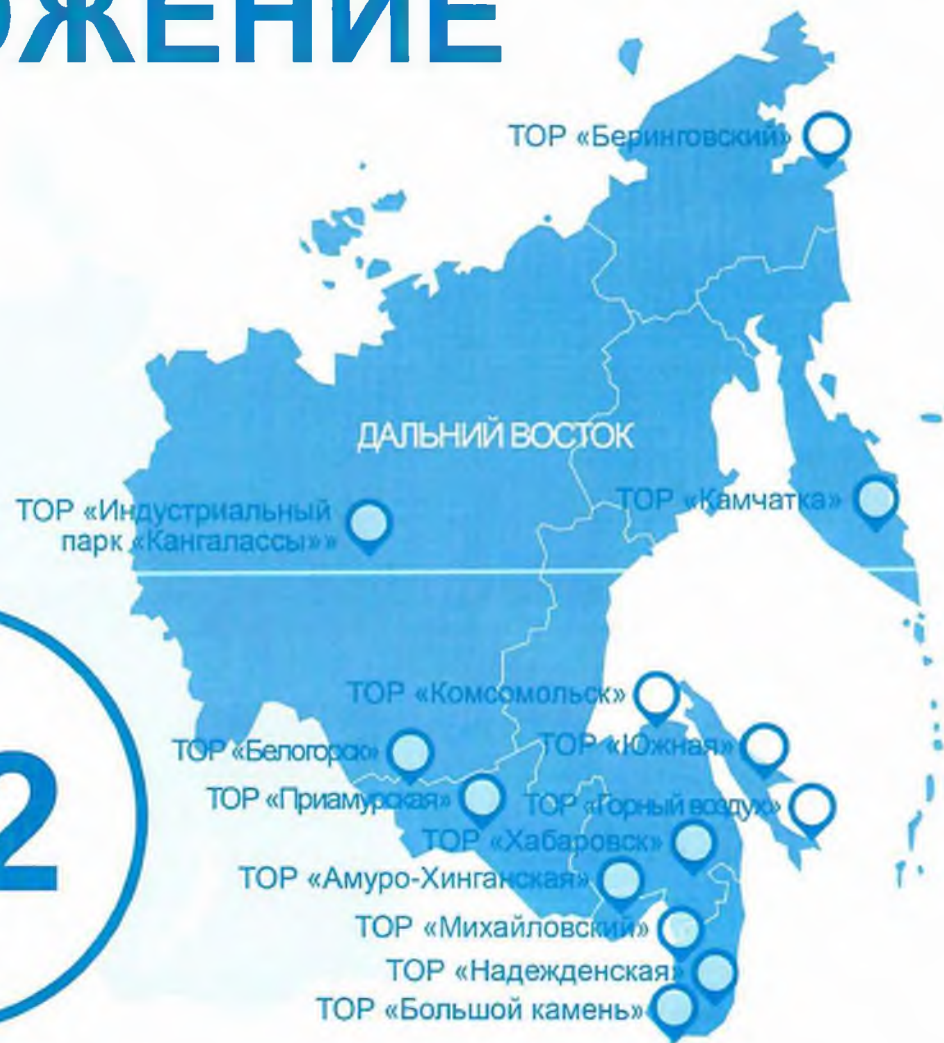 ОЖЕНИЕ
ТОР «Беринговский»
ДАЛЬНИЙ ВОСТОК
ТОР «Индустриальный
парк «Кангалассы»»
ТОР «Камчатка»
ТОР «Комсомольск»
ТОР «Южная»
ТОР «Белогорск»
ТОР «Приамурская»
ТОР «Горный воздух»
ТОР «Хабаровск»
ТОР «Амуро-Хинганская»
ТОР «Михайловский»
ТОР «Надежденская»
ТОР «Большой камень»
2